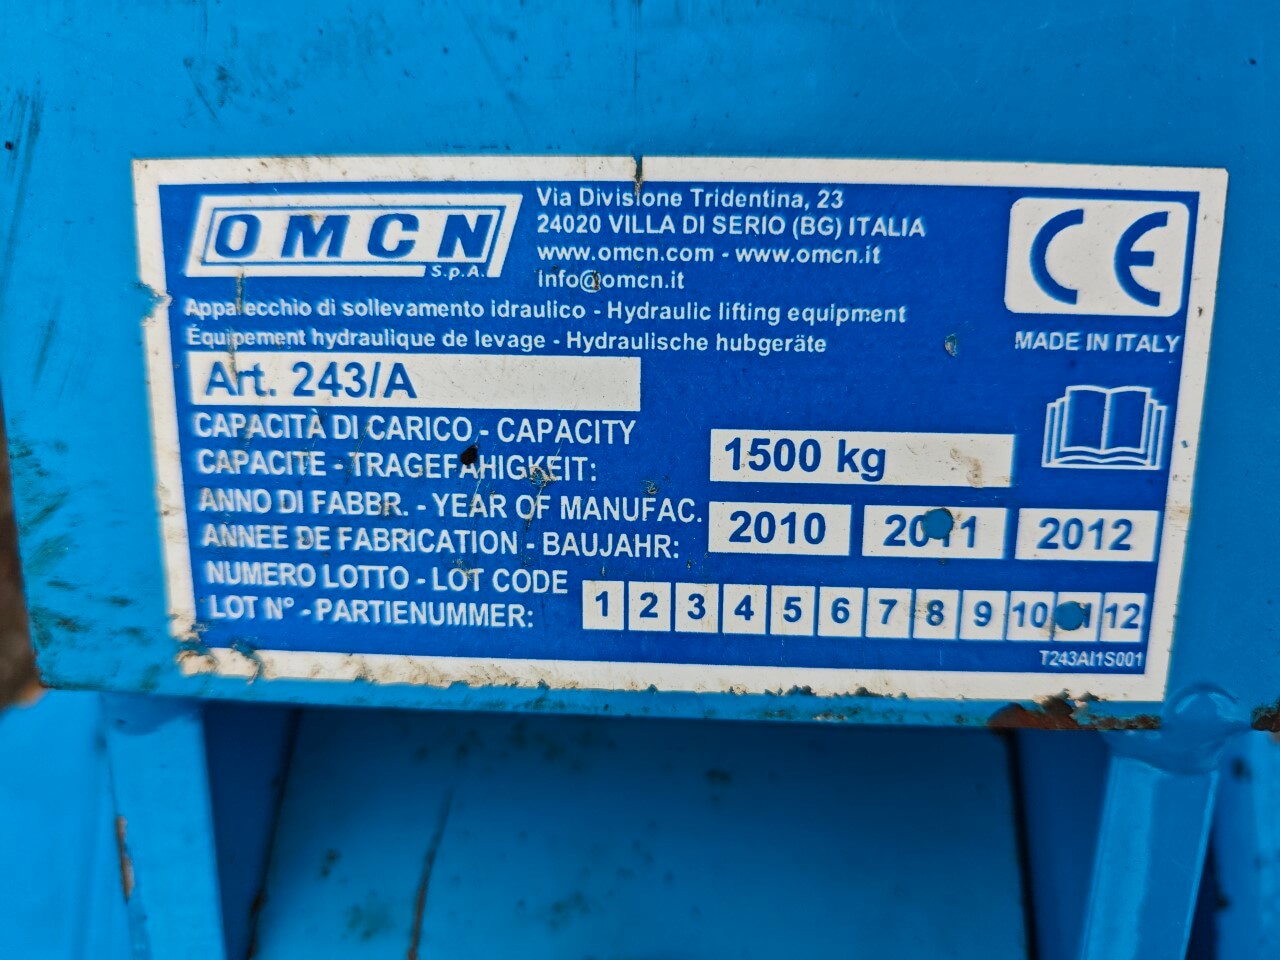 OMCN
S.p.A.
Via Divisione Tridentina, 23
24020 VILLA DI SERIO (BG) ITALIA
www.omcn.com - www.omcn.it
info@omcn.it
CE
Apparecchio di sollevamento idraulico - Hydraulic lifting equipment
Équipement hydraulique de levage - Hydraulische hubgeräte
MADE IN ITALY
Art. 243/A
CAPACITÀ DI CARICO - CAPACITY
CAPACITE - TRAGEFÄHIGKEIT:
1500 kg
ANNO DI FABBR. - YEAR OF MANUFAC.
ANNEE DE FABRICATION - BAUJAHR:
2010 2011 2012
NUMERO LOTTO - LOT CODE
LOT N° - PARTIENUMMER:
1 2 3 4 5 6 7 8 9 10 11 12
T243AI1S001